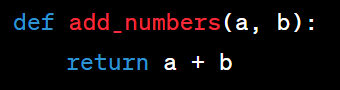 def add_numbers(a, b):
    return a + b